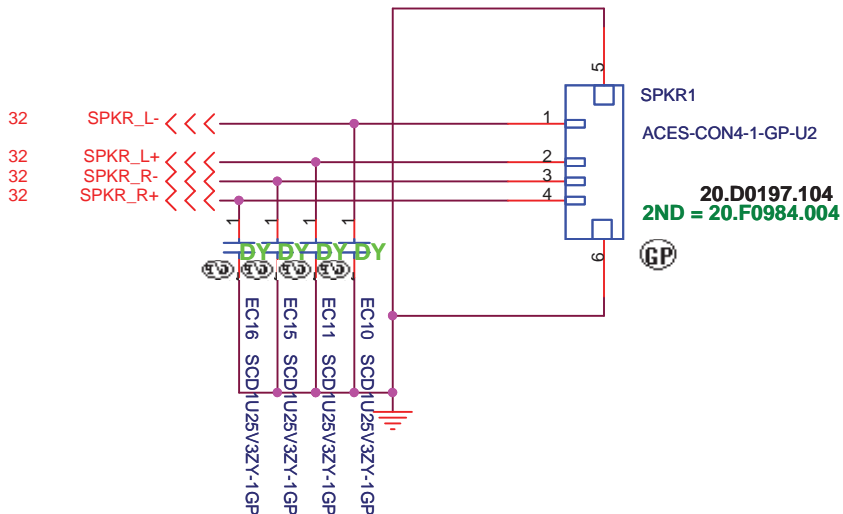 5
SPKR1
32 SPKR_L- 1
ACES-CON4-1-GP-U2
32 SPKR_L+ 2
32 SPKR_R- 3
32 SPKR_R+ 4
20.D0197.104
2ND = 20.F0984.004
1 1 1 1
DY DY DY DY
GP
6
EC16 SCD1U25V3ZY-1GP
EC15 SCD1U25V3ZY-1GP
EC11 SCD1U25V3ZY-1GP
EC10 SCD1U25V3ZY-1GP